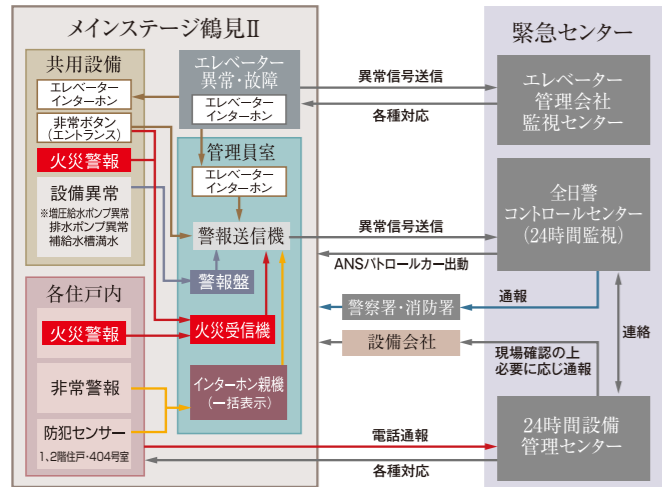 メインステージ鶴見Ⅱ
共用設備
エレベーター
インターホン
非常ボタン
(エントランス)
火災警報
設備異常
※増圧給水ポンプ異常
排水ポンプ異常
補給水槽満水
各住戸内
火災警報
非常警報
防犯センサー
1、2階住戸・404号室
エレベーター
異常・故障
エレベーター
インターホン
管理員室
エレベーター
インターホン
警報送信機
警報盤
火災受信機
インターホン親機
(一括表示)
異常信号送信
各種対応
異常信号送信
ANSパトロールカー出動
通報
警察署・消防署
設備会社
現場確認の上
必要に応じ通報
連絡
電話通報
各種対応
緊急センター
エレベーター
管理会社
監視センター
全日警
コントロールセンター
(24時間監視)
24時間設備
管理センター